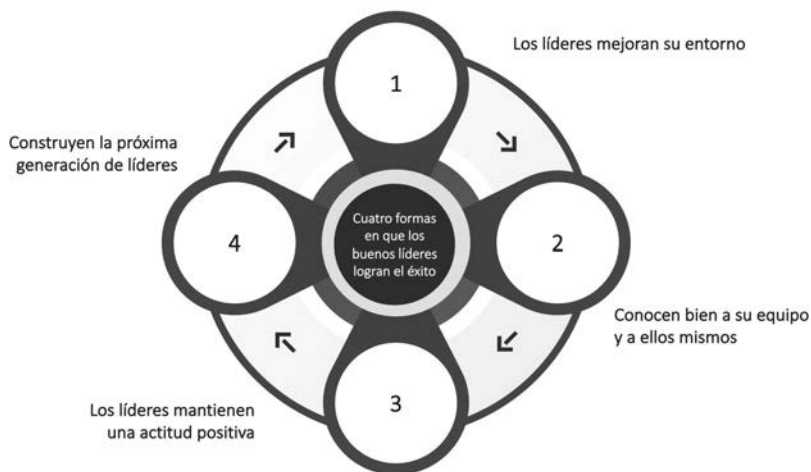 1
Los líderes mejoran su entorno
Construyen la próxima
generación de líderes
4
Cuatro formas
en que los
buenos líderes
logran el éxito
2
Conocen bien a su equipo
y a ellos mismos
Los líderes mantienen
una actitud positiva
3